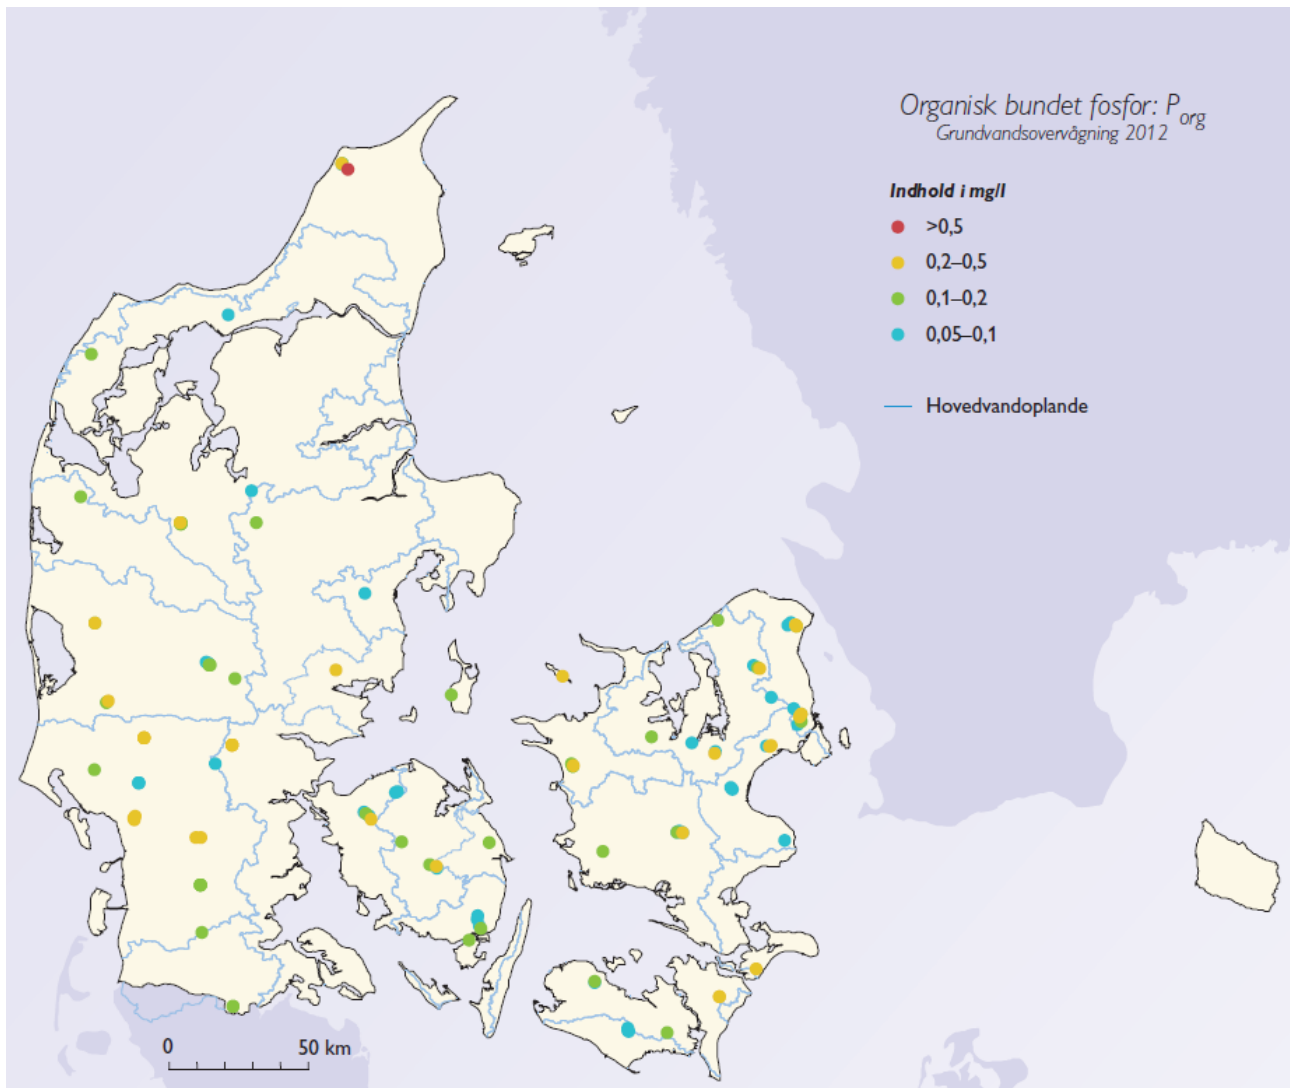 Organisk bundet fosfor: Porg
Grundvandsovervågning 2012
Indhold i mg/l
>0,5
0,2–0,5
0,1–0,2
0,05–0,1
Hovedvandoplande
0 50 km